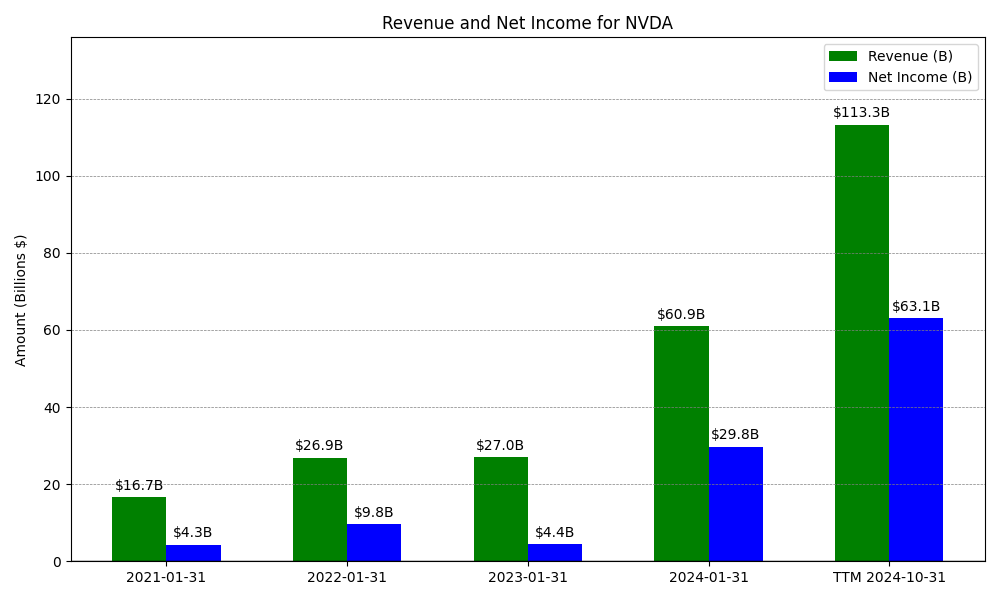 Revenue and Net Income for NVDA
Revenue (B)
Net Income (B)
Amount (Billions $)
120
100
80
60
40
20
0
$16.7B
$4.3B
$26.9B
$9.8B
$27.0B
$4.4B
$60.9B
$29.8B
$113.3B
$63.1B
2021-01-31
2022-01-31
2023-01-31
2024-01-31
TTM 2024-10-31